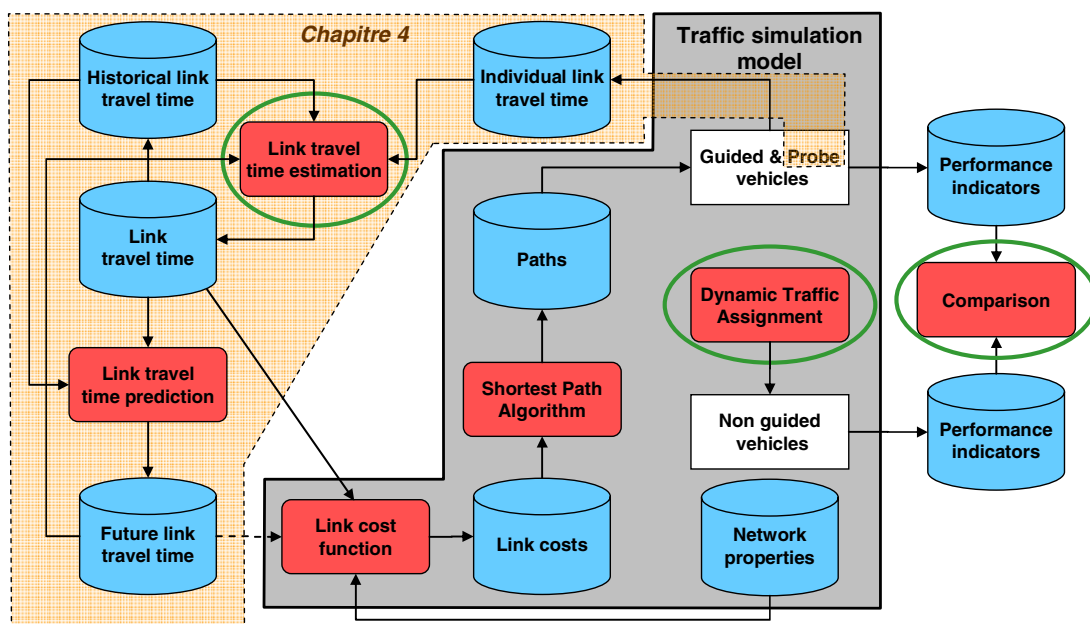 Chapitre 4
Traffic simulation
model
Historical link
travel time
Individual link
travel time
Link travel
time estimation
Guided & Probe
vehicles
Performance
indicators
Link
travel time
Paths
Dynamic Traffic
Assignment
Comparison
Link travel
time prediction
Shortest Path
Algorithm
Non guided
vehicles
Performance
indicators
Future link
travel time
Link cost
function
Link costs
Network
properties